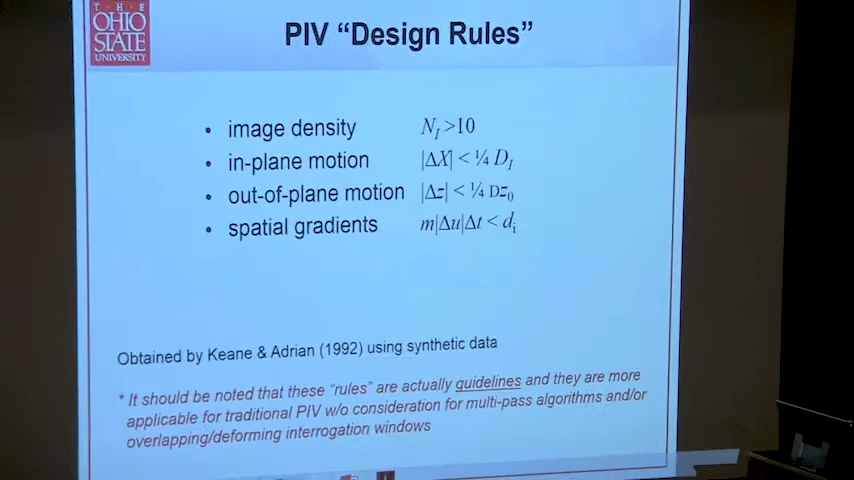 THE
OHIO
STATE
UNIVERSITY
PIV “Design Rules”
• image density N_I >10
• in-plane motion |ΔX| < ¼ D_I
• out-of-plane motion |Δz| < ¼ Dz_0
• spatial gradients m|Δu|Δt < d_i
Obtained by Keane & Adrian (1992) using synthetic data
* It should be noted that these “rules” are actually guidelines and they are more
applicable for traditional PIV w/o consideration for multi-pass algorithms and/or
overlapping/deforming interrogation windows